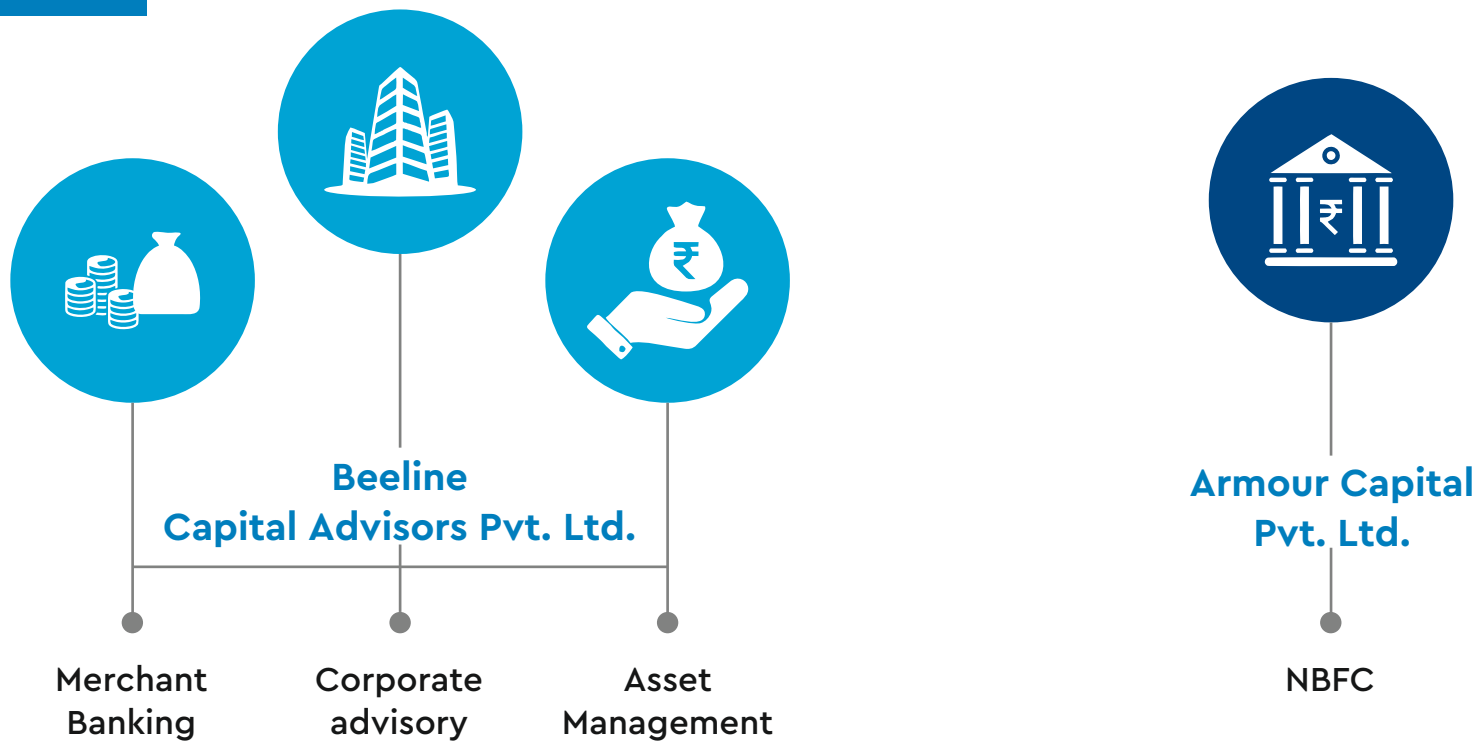 ₹
₹
Beeline
Capital Advisors Pvt. Ltd.
Armour Capital
Pvt. Ltd.
Merchant
Banking
Corporate
advisory
Asset
Management
NBFC